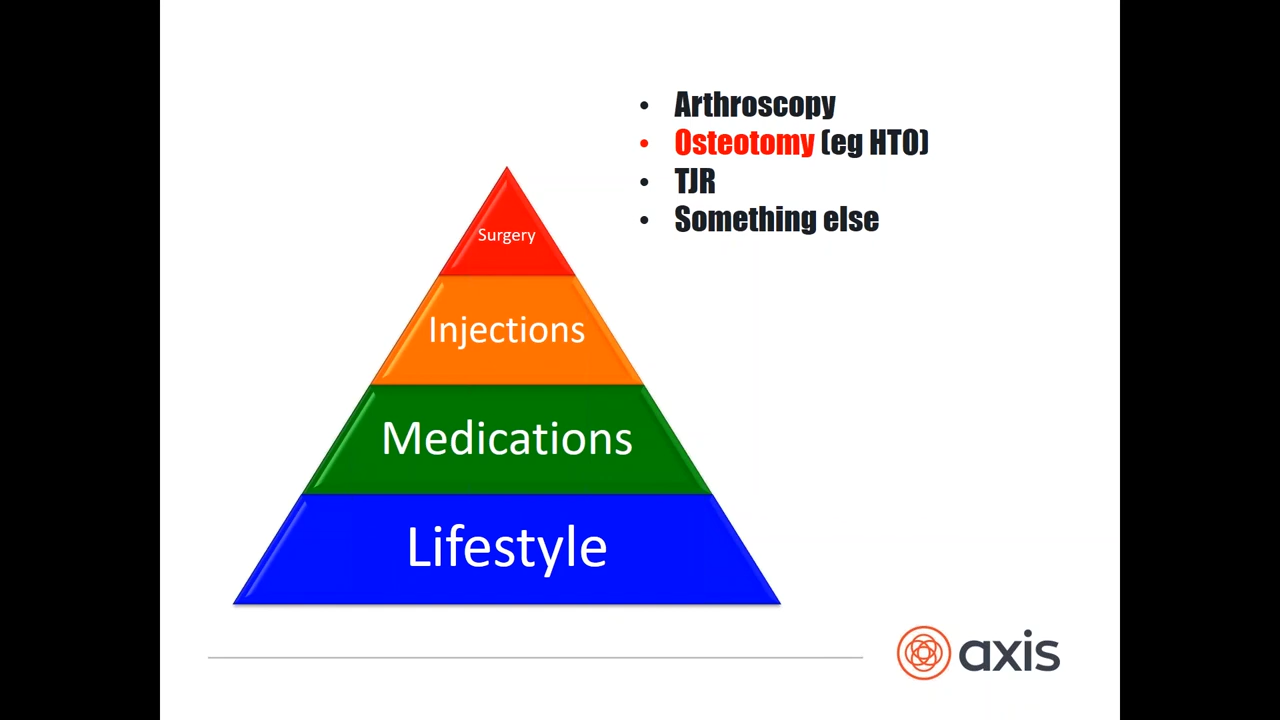 • Arthroscopy
• Osteotomy (eg HTO)
• TJR
• Something else
Surgery
Injections
Medications
Lifestyle
axis